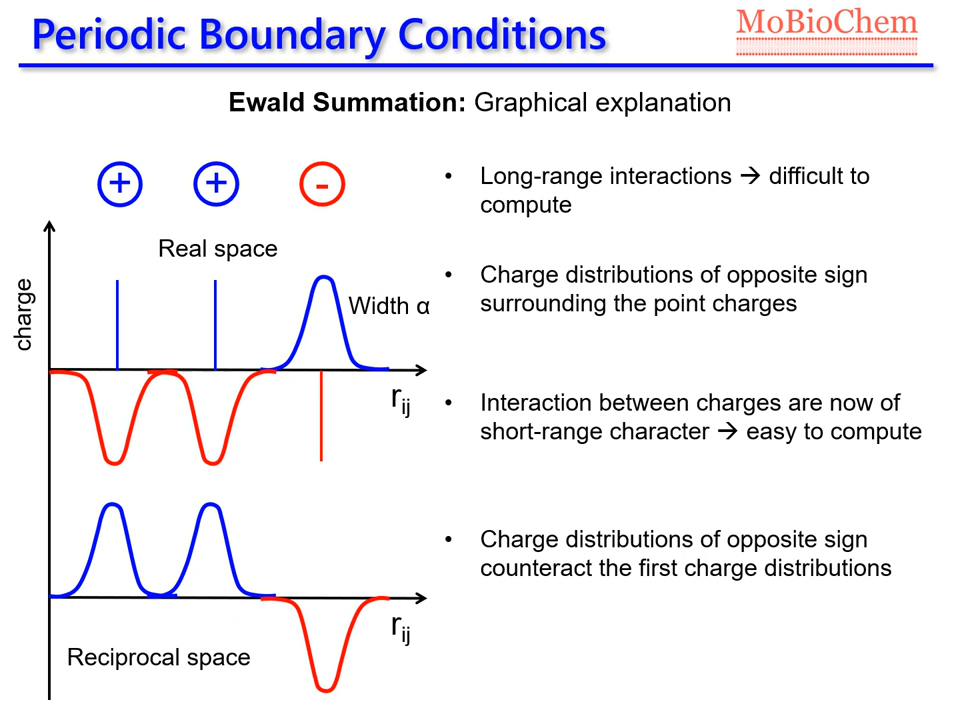 Periodic Boundary Conditions
MoBioChem
Ewald Summation: Graphical explanation
+ + -
Real space
charge
Width α
rij
rij
Reciprocal space
• Long-range interactions → difficult to
compute
• Charge distributions of opposite sign
surrounding the point charges
• Interaction between charges are now of
short-range character → easy to compute
• Charge distributions of opposite sign
counteract the first charge distributions